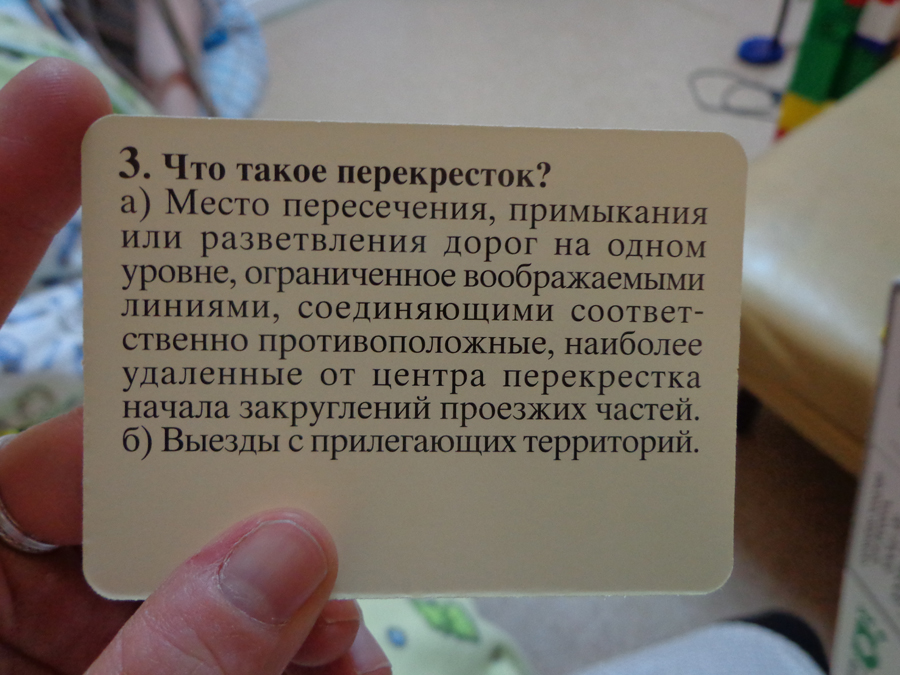 3. Что такое перекресток?
а) Место пересечения, примыкания
или разветвления дорог на одном
уровне, ограниченное воображаемыми
линиями, соединяющими соответ-
ственно противоположные, наиболее
удаленные от центра перекрестка
начала закруглений проезжих частей.
б) Выезды с прилегающих территорий.